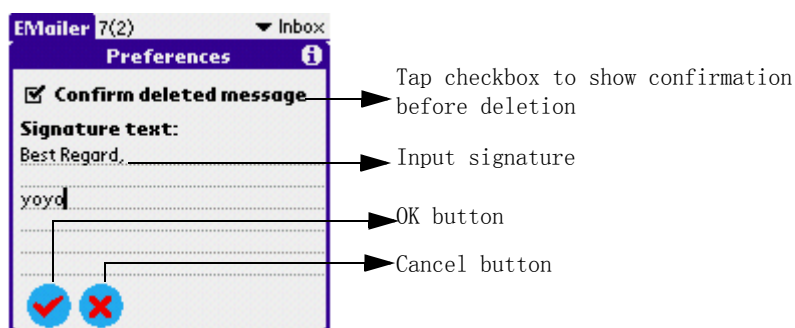 EMailer 7(2) Inbox
Preferences
Confirm deleted message
Signature text:
Best Regard,
yoyo
Tap checkbox to show confirmation
before deletion
Input signature
OK button
Cancel button